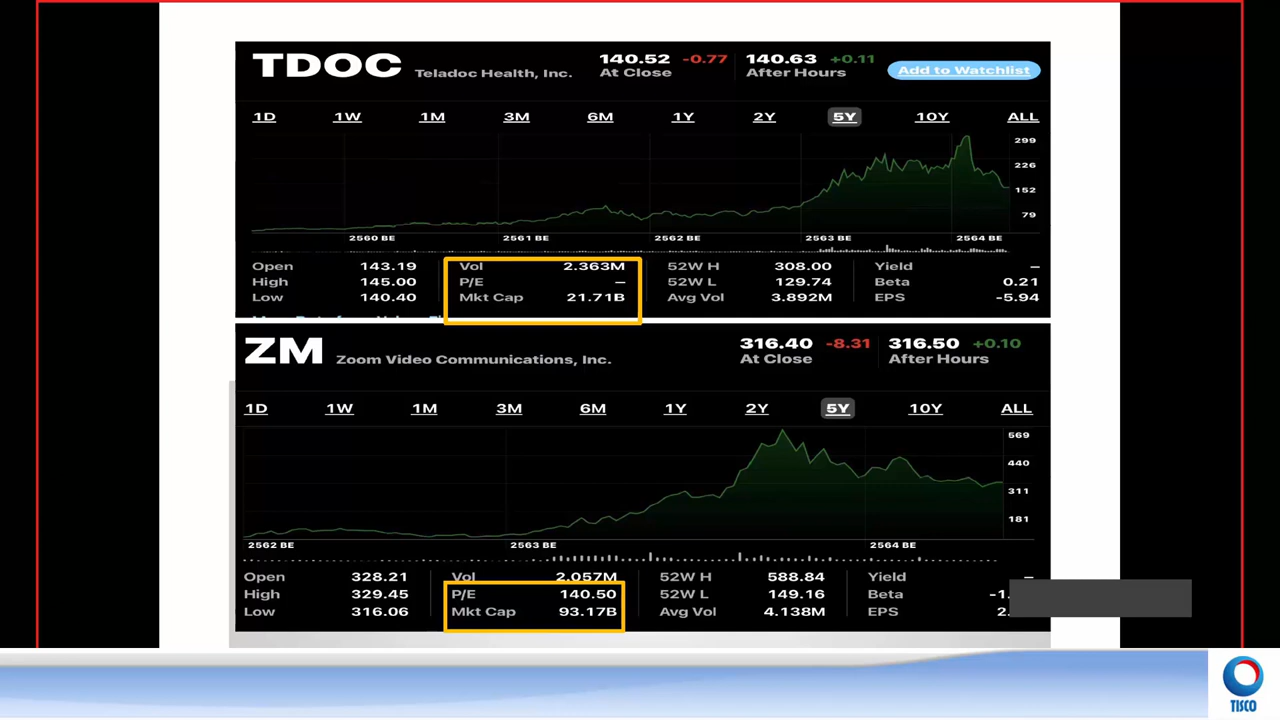 TDOC Teladoc Health, Inc. 140.52 -0.77 140.63 +0.11 Add to Watchlist
At Close After Hours
1D 1W 1M 3M 6M 1Y 2Y 5Y 10Y ALL
299
226
152
79
2560 BE 2561 BE 2562 BE 2563 BE 2564 BE
Open 143.19 Vol 2.363M 52W H 308.00 Yield –
High 145.00 P/E – 52W L 129.74 Beta 0.21
Low 140.40 Mkt Cap 21.71B Avg Vol 3.892M EPS -5.94
ZM Zoom Video Communications, Inc. 316.40 -8.31 316.50 +0.10
At Close After Hours
1D 1W 1M 3M 6M 1Y 2Y 5Y 10Y ALL
569
440
311
181
2562 BE 2563 BE 2564 BE
Open 328.21 Vol 2.057M 52W H 588.84 Yield –
High 329.45 P/E 140.50 52W L 149.16 Beta -1.
Low 316.06 Mkt Cap 93.17B Avg Vol 4.138M EPS 2.
TISCO